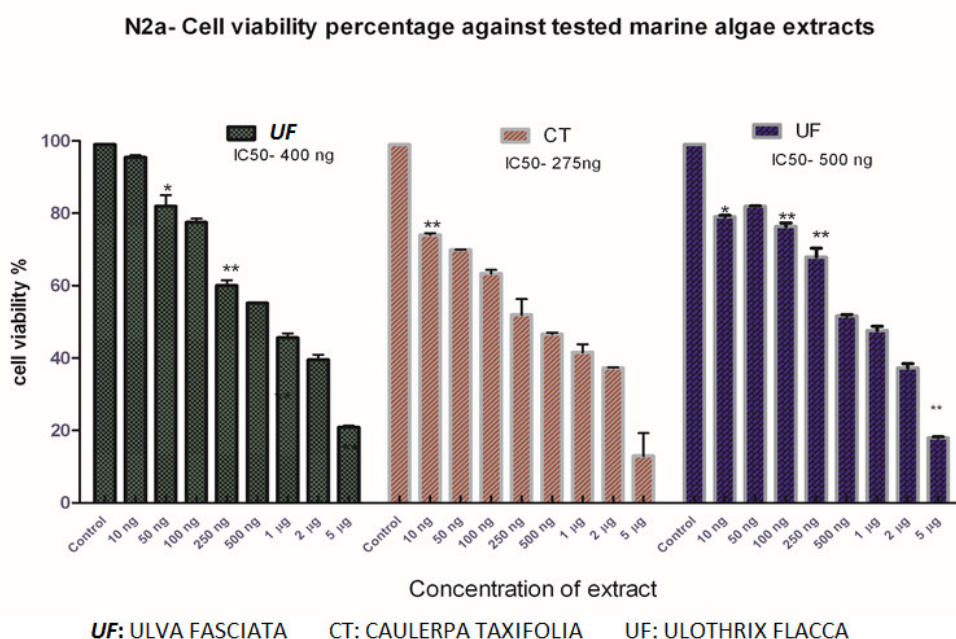 N2a- Cell viability percentage against tested marine algae extracts
UF
IC50- 400 ng
CT
IC50- 275ng
UF
IC50- 500 ng
cell viability %
100
80
60
40
20
0
*
**
**
**
**
*
**
**
**
Control 10 ng 50 ng 100 ng 250 ng 500 ng 1 µg 2 µg 5 µg
Control 10 ng 50 ng 100 ng 250 ng 500 ng 1 µg 2 µg 5 µg
Control 10 ng 50 ng 100 ng 250 ng 500 ng 1 µg 2 µg 5 µg
Concentration of extract
UF: ULVA FASCIATA CT: CAULERPA TAXIFOLIA UF: ULOTHRIX FLACCA